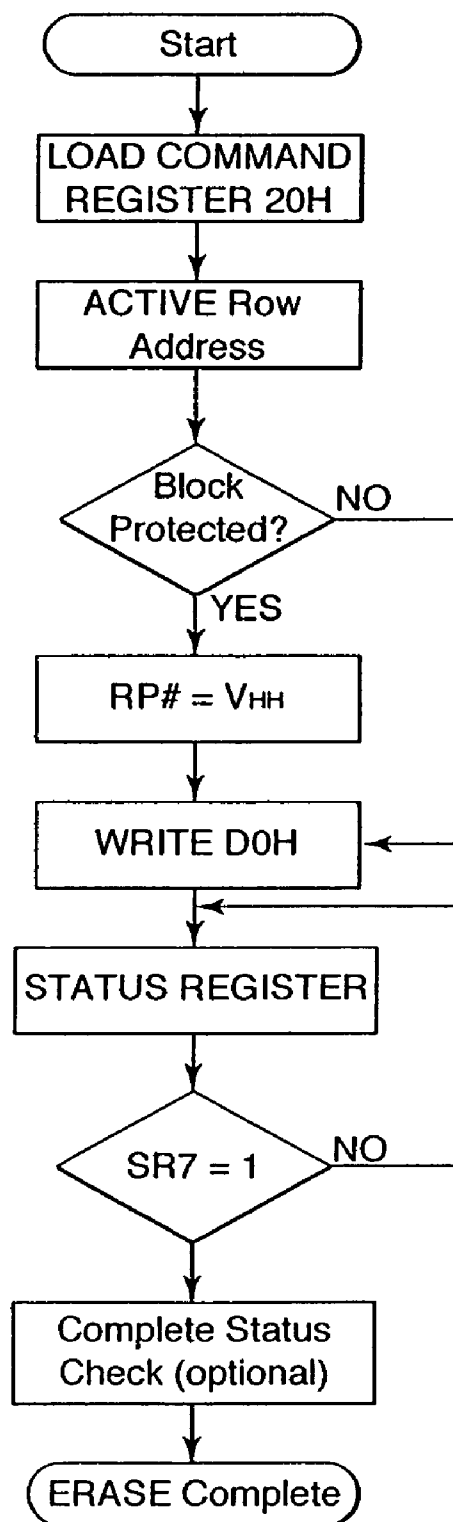 Start
LOAD COMMAND
REGISTER 20H
ACTIVE Row
Address
Block
Protected?
NO
YES
RP# = VHH
WRITE D0H
STATUS REGISTER
SR7 = 1
NO
Complete Status
Check (optional)
ERASE Complete